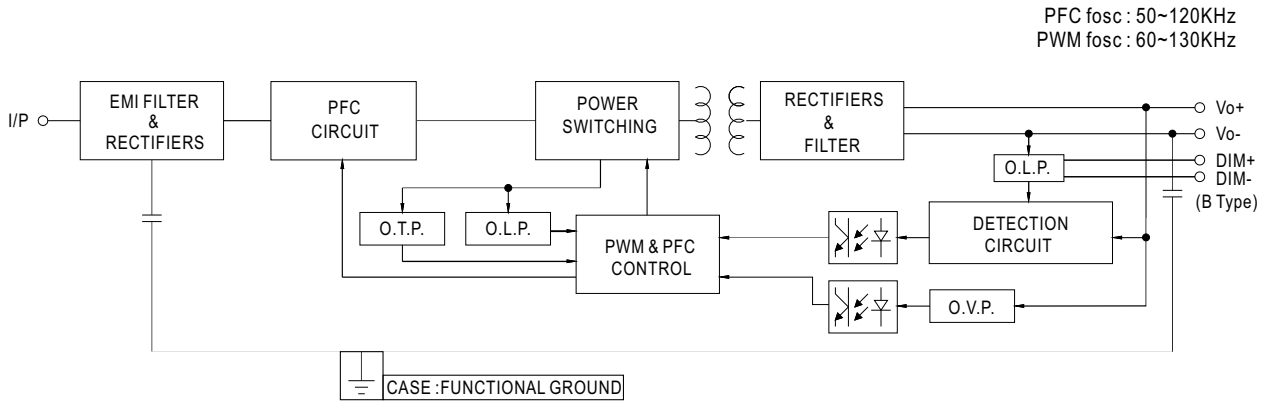 PFC fosc : 50~120KHz
PWM fosc : 60~130KHz
I/P
EMI FILTER
&
RECTIFIERS
PFC
CIRCUIT
POWER
SWITCHING
RECTIFIERS
&
FILTER
Vo+
Vo-
DIM+
DIM-
(B Type)
O.L.P.
O.T.P.
O.L.P.
PWM & PFC
CONTROL
DETECTION
CIRCUIT
O.V.P.
CASE :FUNCTIONAL GROUND